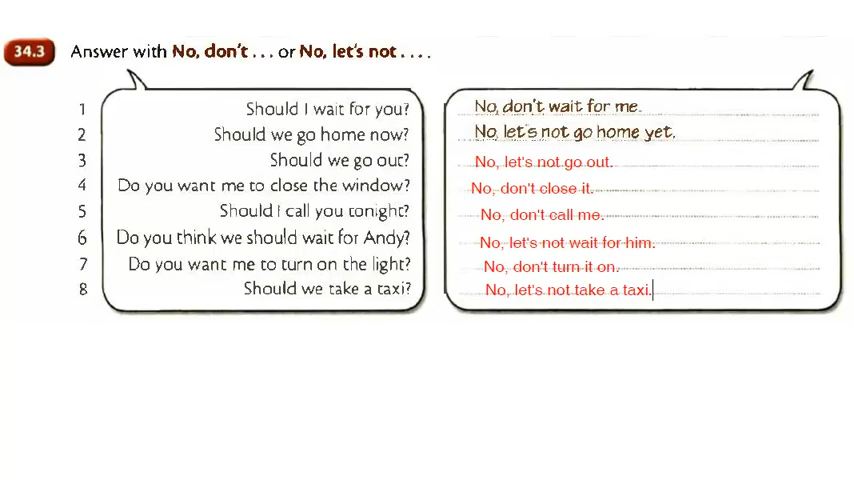 34.3 Answer with No, don't . . . or No, let's not . . . .
1 Should I wait for you? No, don't wait for me.
2 Should we go home now? No, let's not go home yet.
3 Should we go out? No, let's not go out.
4 Do you want me to close the window? No, don't close it.
5 Should I call you tonight? No, don't call me.
6 Do you think we should wait for Andy? No, let's not wait for him.
7 Do you want me to turn on the light? No, don't turn it on.
8 Should we take a taxi? No, let's not take a taxi.